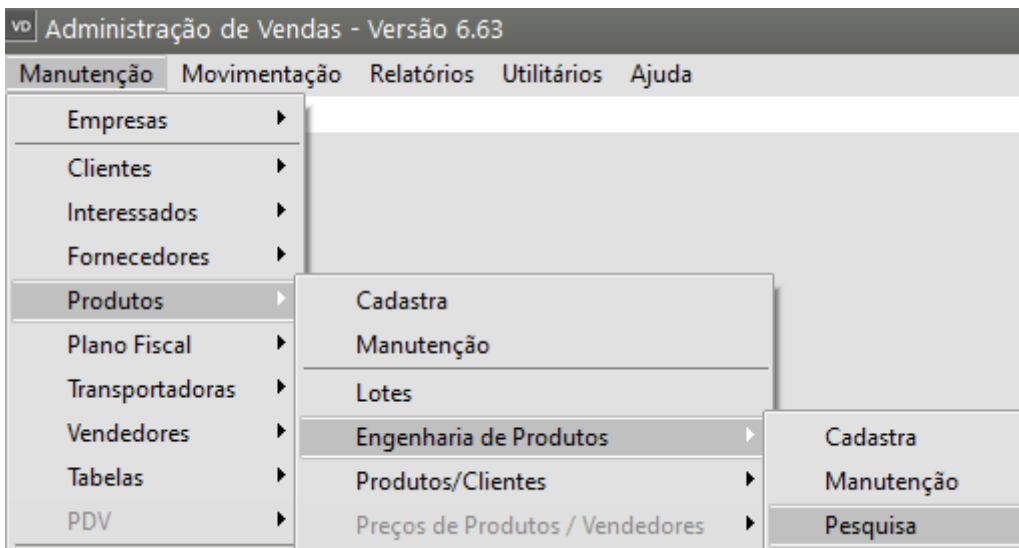 VD Administração de Vendas - Versão 6.63
Manutenção Movimentação Relatórios Utilitários Ajuda
Empresas
Clientes
Interessados
Fornecedores
Produtos
Plano Fiscal
Transportadoras
Vendedores
Tabelas
PDV
Cadastra
Manutenção
Lotes
Engenharia de Produtos
Produtos/Clientes
Preços de Produtos / Vendedores
Cadastra
Manutenção
Pesquisa